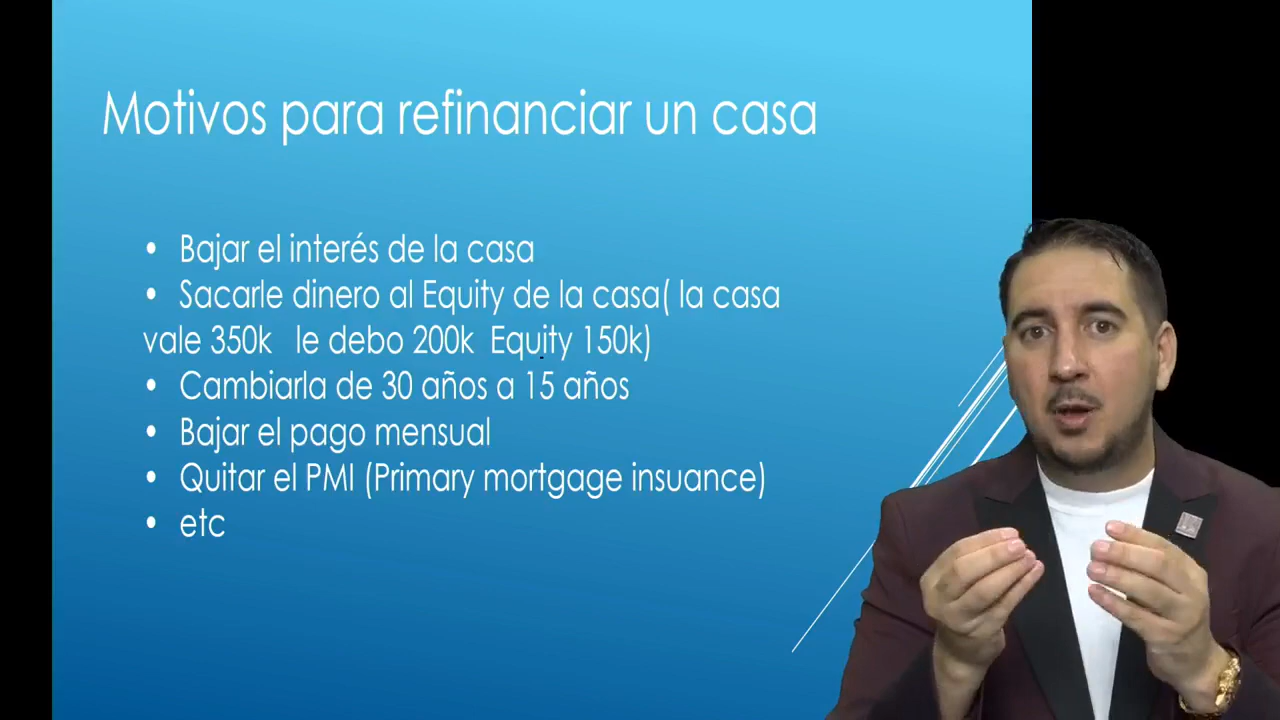 Motivos para refinanciar un casa
• Bajar el interés de la casa
• Sacarle dinero al Equity de la casa( la casa
vale 350k le debo 200k Equity 150k)
• Cambiarla de 30 años a 15 años
• Bajar el pago mensual
• Quitar el PMI (Primary mortgage insuance)
• etc